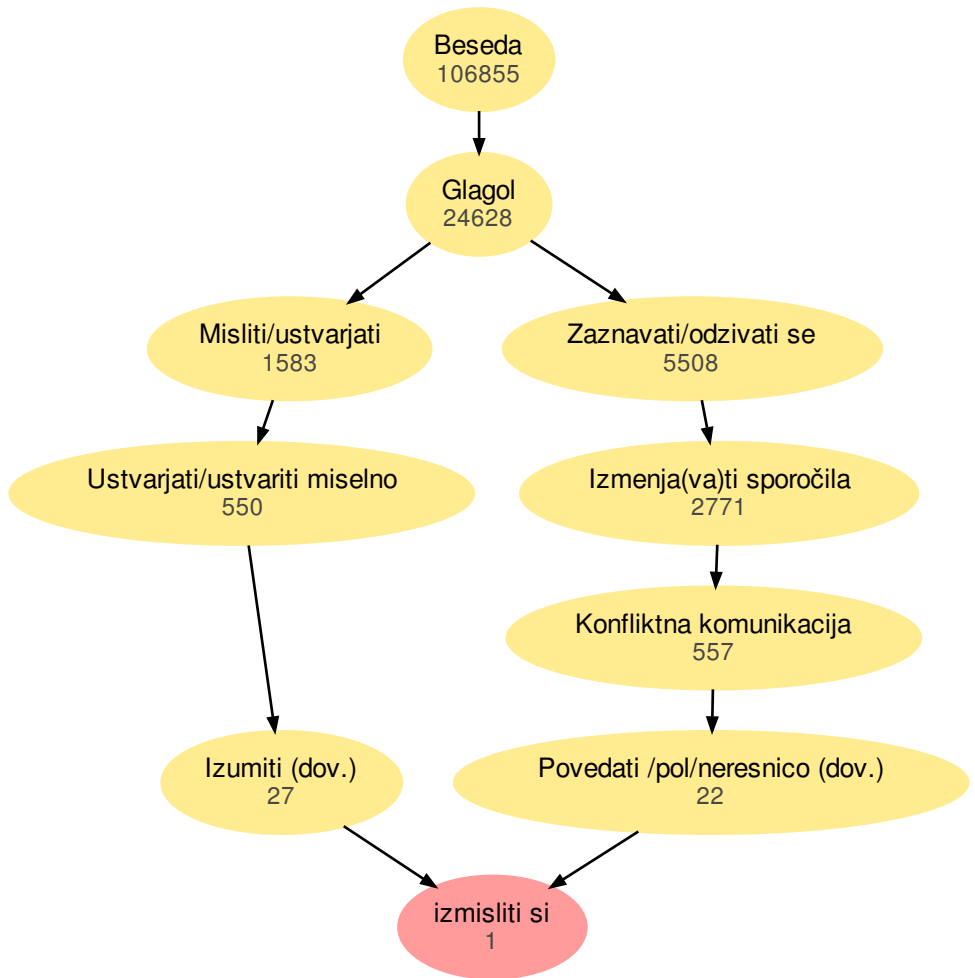 Beseda
106855
Glagol
24628
Misliti/ustvarjati
1583
Zaznavati/odzivati se
5508
Ustvarjati/ustvariti miselno
550
Izmenja(va)ti sporočila
2771
Konfliktna komunikacija
557
Izumiti (dov.)
27
Povedati /pol/neresnico (dov.)
22
izmisliti si
1